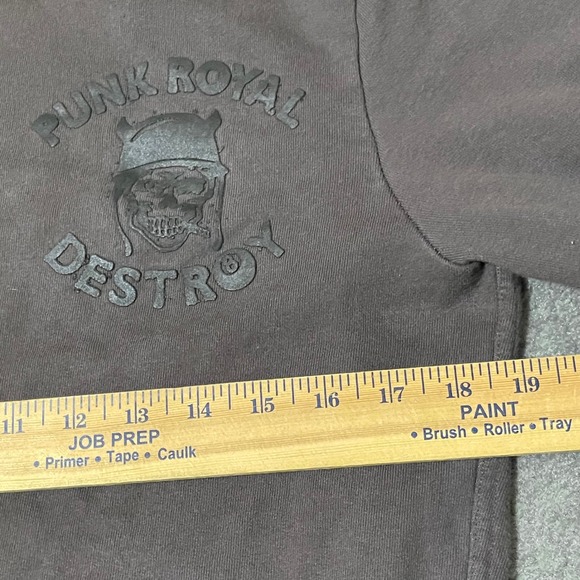 PUNK ROYAL
DESTROY
8
11 12 13 14 15 16 17 18 19
JOB PREP
• Primer • Tape • Caulk
PAINT
• Brush • Roller • Tray